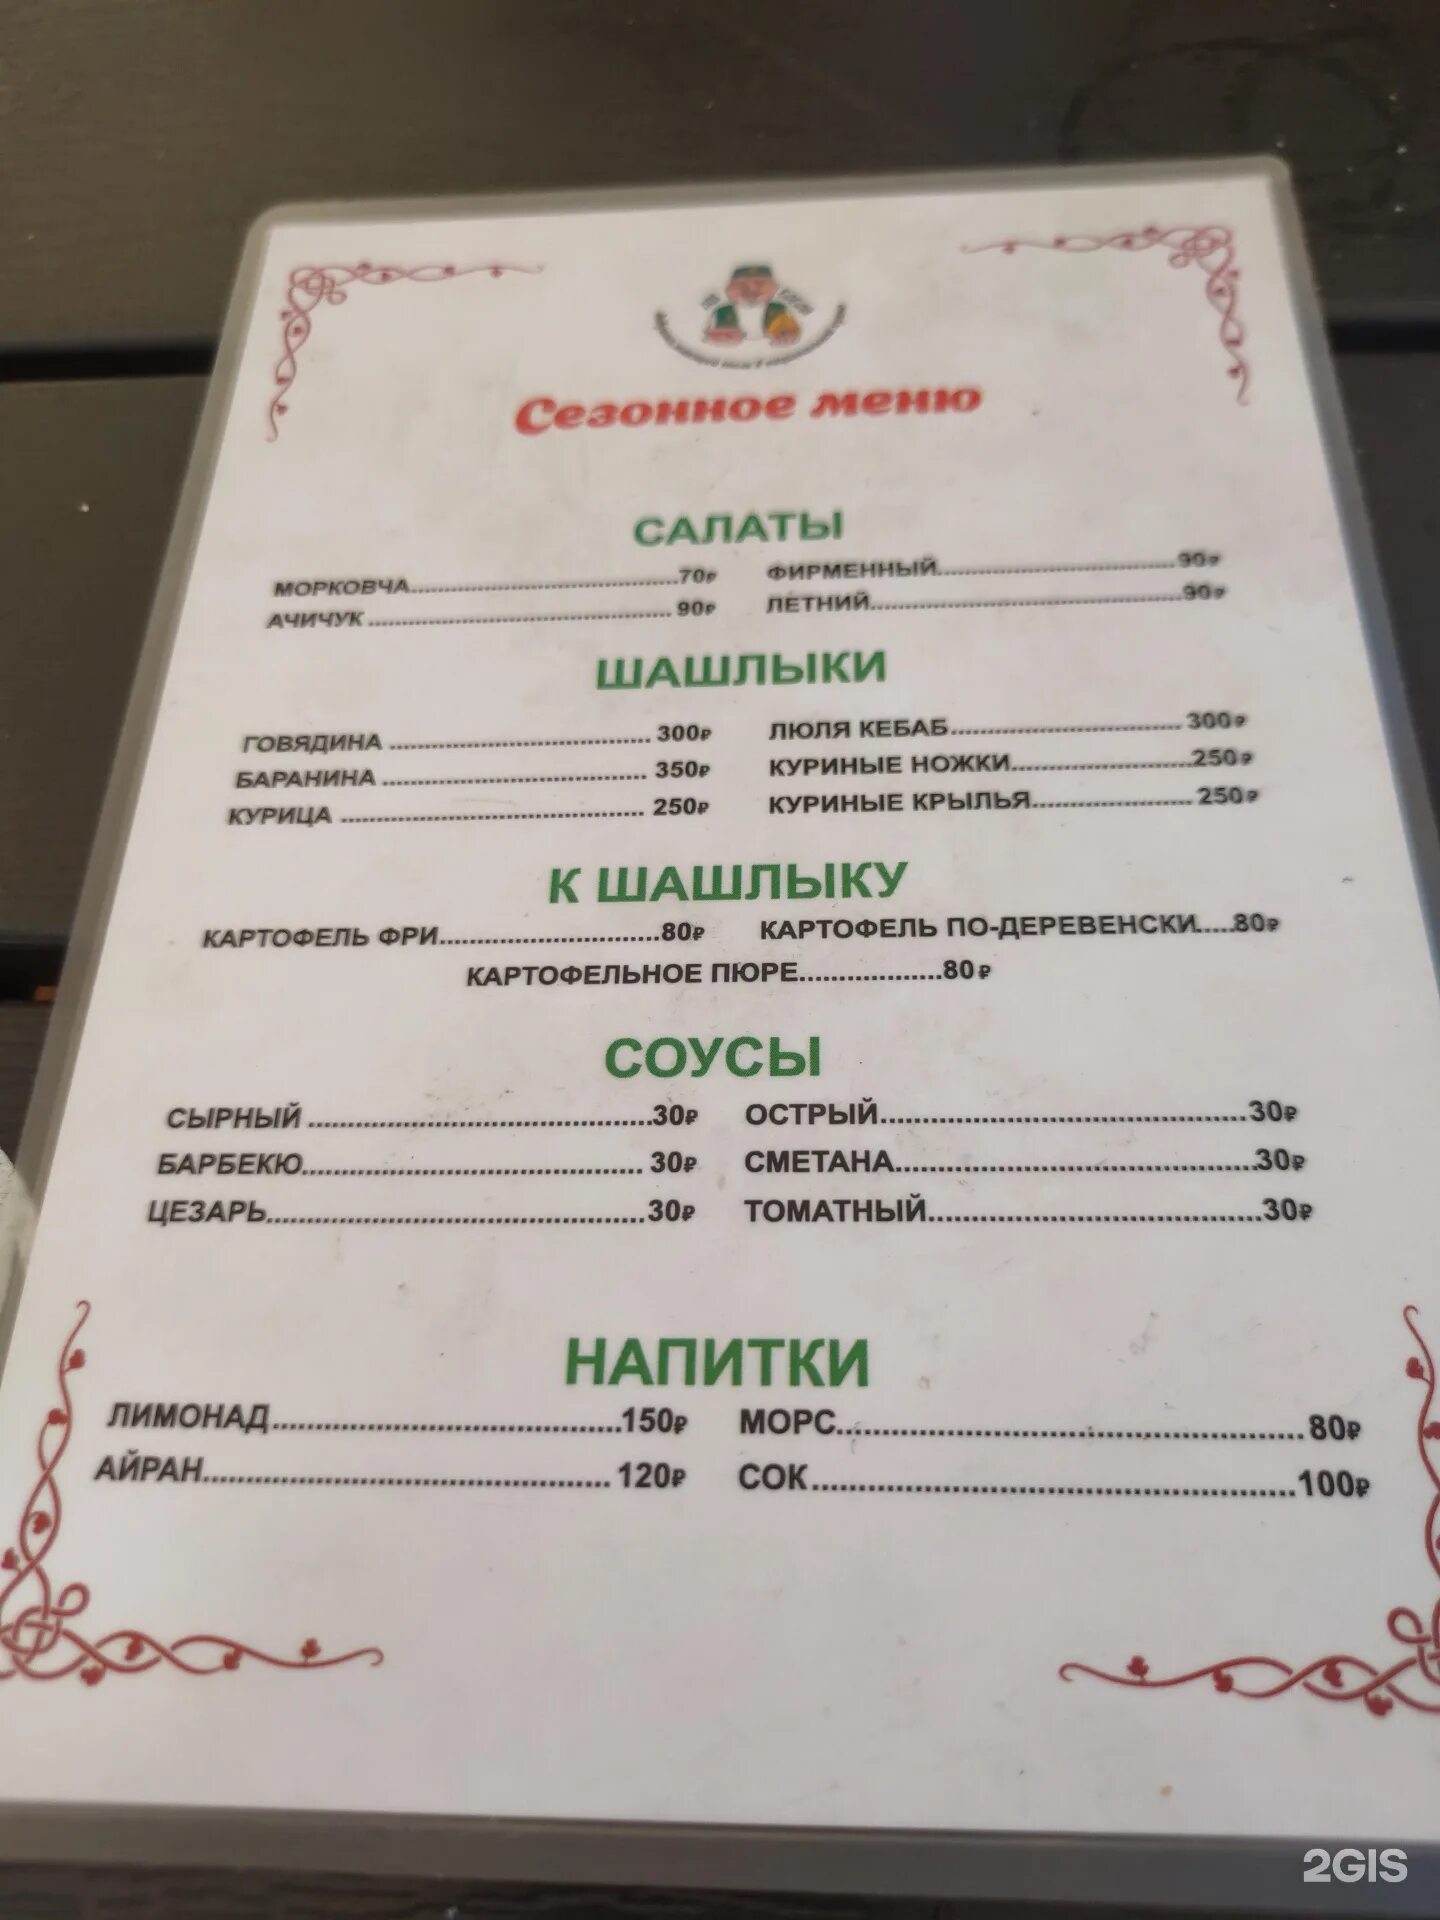 Сезонное меню
САЛАТЫ
МОРКОВЧА 70₽ ФИРМЕННЫЙ 90₽
АЧИЧУК 90₽ ЛЕТНИЙ 90₽
ШАШЛЫКИ
ГОВЯДИНА 300₽ ЛЮЛЯ КЕБАБ 300₽
БАРАНИНА 350₽ КУРИНЫЕ НОЖКИ 250₽
КУРИЦА 250₽ КУРИНЫЕ КРЫЛЬЯ 250₽
К ШАШЛЫКУ
КАРТОФЕЛЬ ФРИ 80₽ КАРТОФЕЛЬ ПО-ДЕРЕВЕНСКИ 80₽
КАРТОФЕЛЬНОЕ ПЮРЕ 80₽
СОУСЫ
СЫРНЫЙ 30₽ ОСТРЫЙ 30₽
БАРБЕКЮ 30₽ СМЕТАНА 30₽
ЦЕЗАРЬ 30₽ ТОМАТНЫЙ 30₽
НАПИТКИ
ЛИМОНАД 150₽ МОРС 80₽
АЙРАН 120₽ СОК 100₽
2GIS